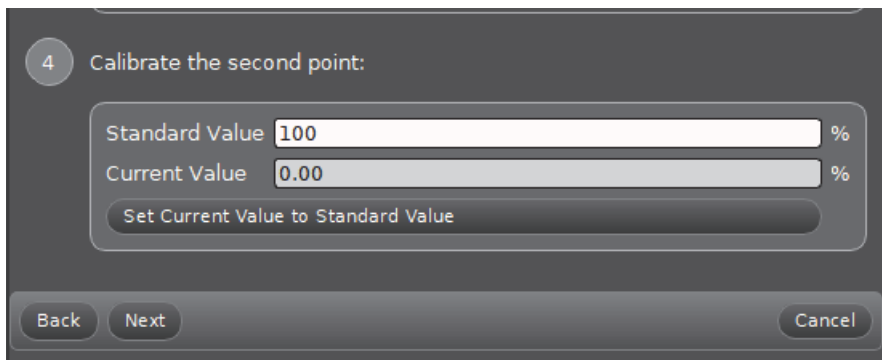 4 Calibrate the second point:
Standard Value 100 %
Current Value 0.00 %
Set Current Value to Standard Value
Back Next Cancel